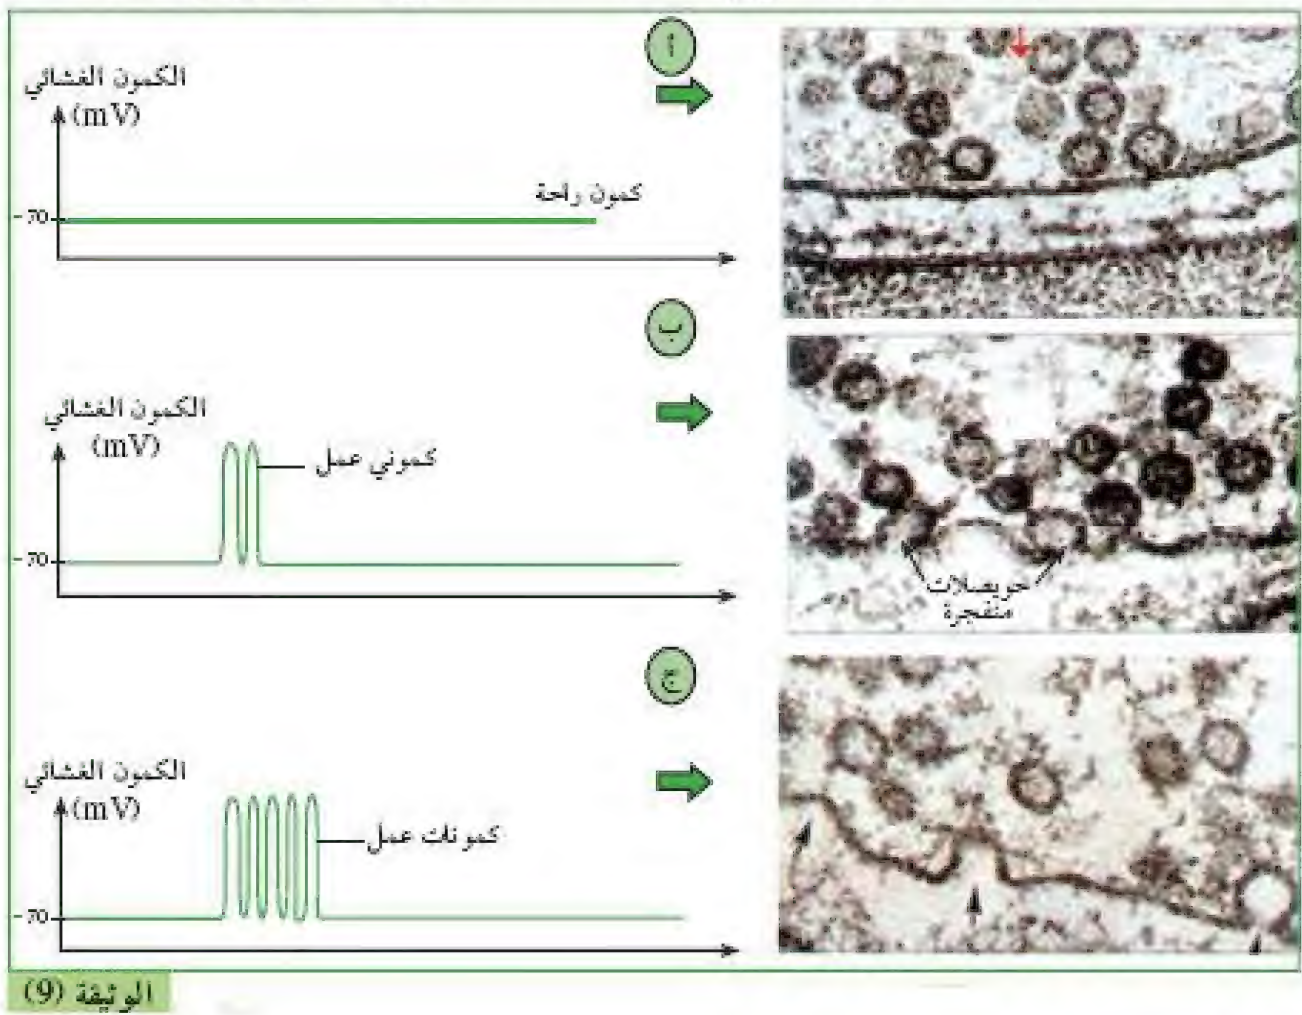 أ
الكمون الغشائي
(mV)
كمون راحة
-70
ب
الكمون الغشائي
(mV)
كموني عمل
-70
حويصلات
منفجرة
ج
الكمون الغشائي
(mV)
كمونات عمل
-70
الوثيقة (9)